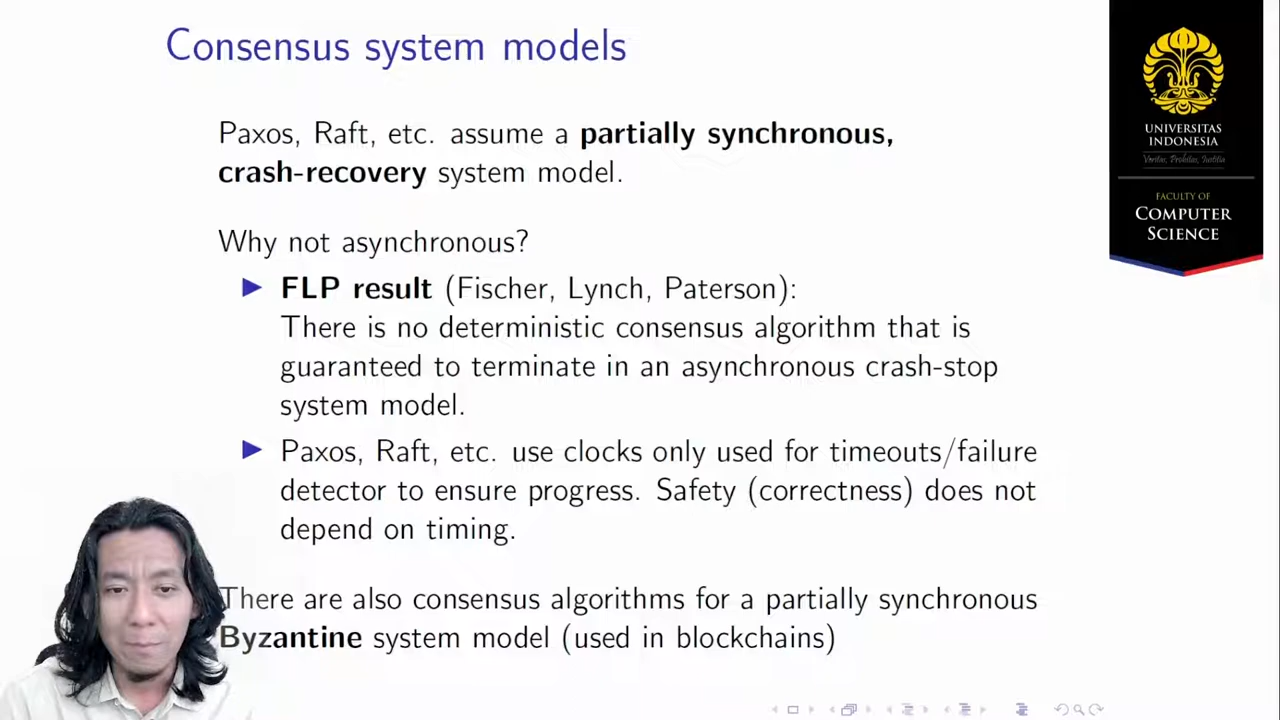 Consensus system models
Paxos, Raft, etc. assume a partially synchronous,
crash-recovery system model.
Why not asynchronous?
FLP result (Fischer, Lynch, Paterson):
There is no deterministic consensus algorithm that is
guaranteed to terminate in an asynchronous crash-stop
system model.
Paxos, Raft, etc. use clocks only used for timeouts/failure
detector to ensure progress. Safety (correctness) does not
depend on timing.
There are also consensus algorithms for a partially synchronous
Byzantine system model (used in blockchains)
UNIVERSITAS
INDONESIA
Veritas, Probitas, Iustitia
FACULTY OF
COMPUTER
SCIENCE